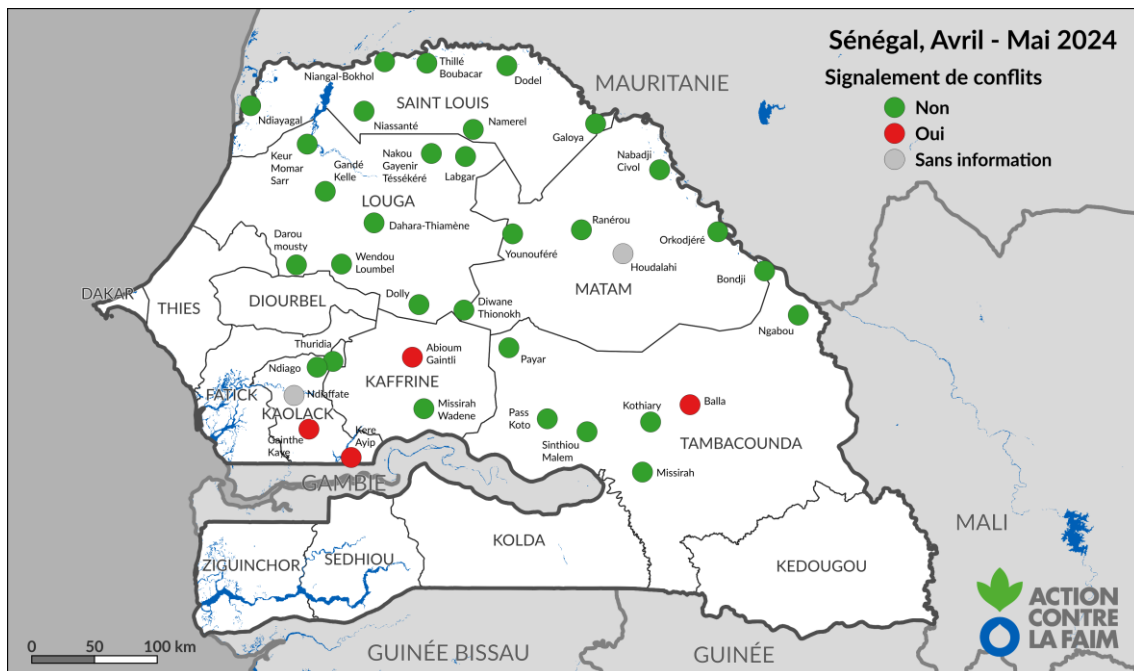 Sénégal, Avril - Mai 2024
Signalement de conflits
Non
Oui
Sans information
MAURITANIE
Niangal-Bokhol
Thillé
Boubacar
Dodel
SAINT LOUIS
Ndiayagal
Niassanté
Namerel
Galoya
Keur
Momar
Sarr
Gandé
Kelle
Nakou
Gayenir
Téssékéré
Labgar
Nabadji
Civol
LOUGA
Dahara-Thiamène
Ranérou
Younouféré
Orkodjéré
Houdalahi
Darou
mousty
Wendou
Loumbel
Bondji
MATAM
DAKAR
THIES
DIOURBEL
Dolly
Diwane
Thionokh
Ngabou
Thuridia
Abioum
Gaintli
Payar
Ndiago
KAFFRINE
FATICK
Ndiaffate
KAOLACK
Missirah
Wadene
Balla
Kothiary
Pass
Koto
Sinthiou
Malem
TAMBACOUNDA
Gainthe
Kaye
Kere
Ayip
Missirah
GAMBIE
MALI
KOLDA
ZIGUINCHOR
SEDHIOU
KEDOUGOU
ACTION
CONTRE
LA FAIM
0 50 100 km
GUINÉE BISSAU
GUINÉE